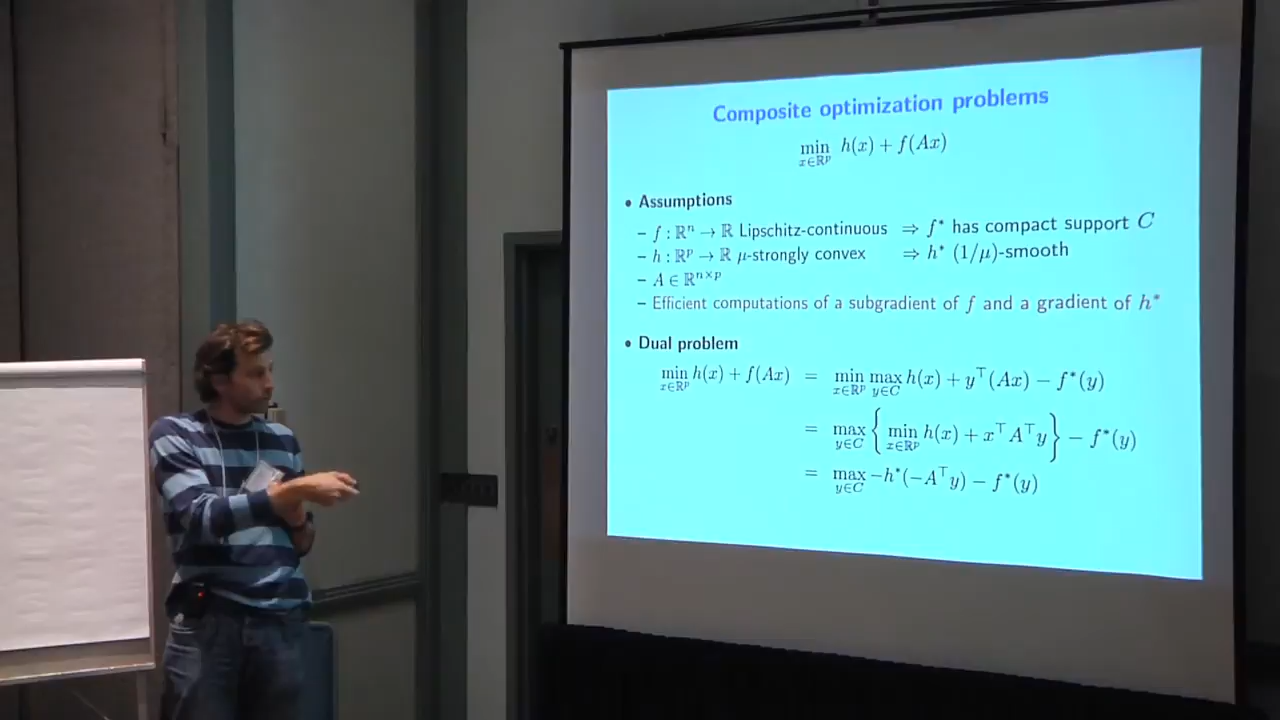 Composite optimization problems
min_{x∈ℝ^p} h(x) + f(Ax)
• Assumptions
– f : ℝ^n → ℝ Lipschitz-continuous ⇒ f* has compact support C
– h : ℝ^p → ℝ μ-strongly convex ⇒ h* (1/μ)-smooth
– A ∈ ℝ^{n×p}
– Efficient computations of a subgradient of f and a gradient of h*
• Dual problem
min_{x∈ℝ^p} h(x) + f(Ax) = min_{x∈ℝ^p} max_{y∈C} h(x) + y^⊤(Ax) − f*(y)
= max_{y∈C} { min_{x∈ℝ^p} h(x) + x^⊤A^⊤y } − f*(y)
= max_{y∈C} −h*(−A^⊤y) − f*(y)